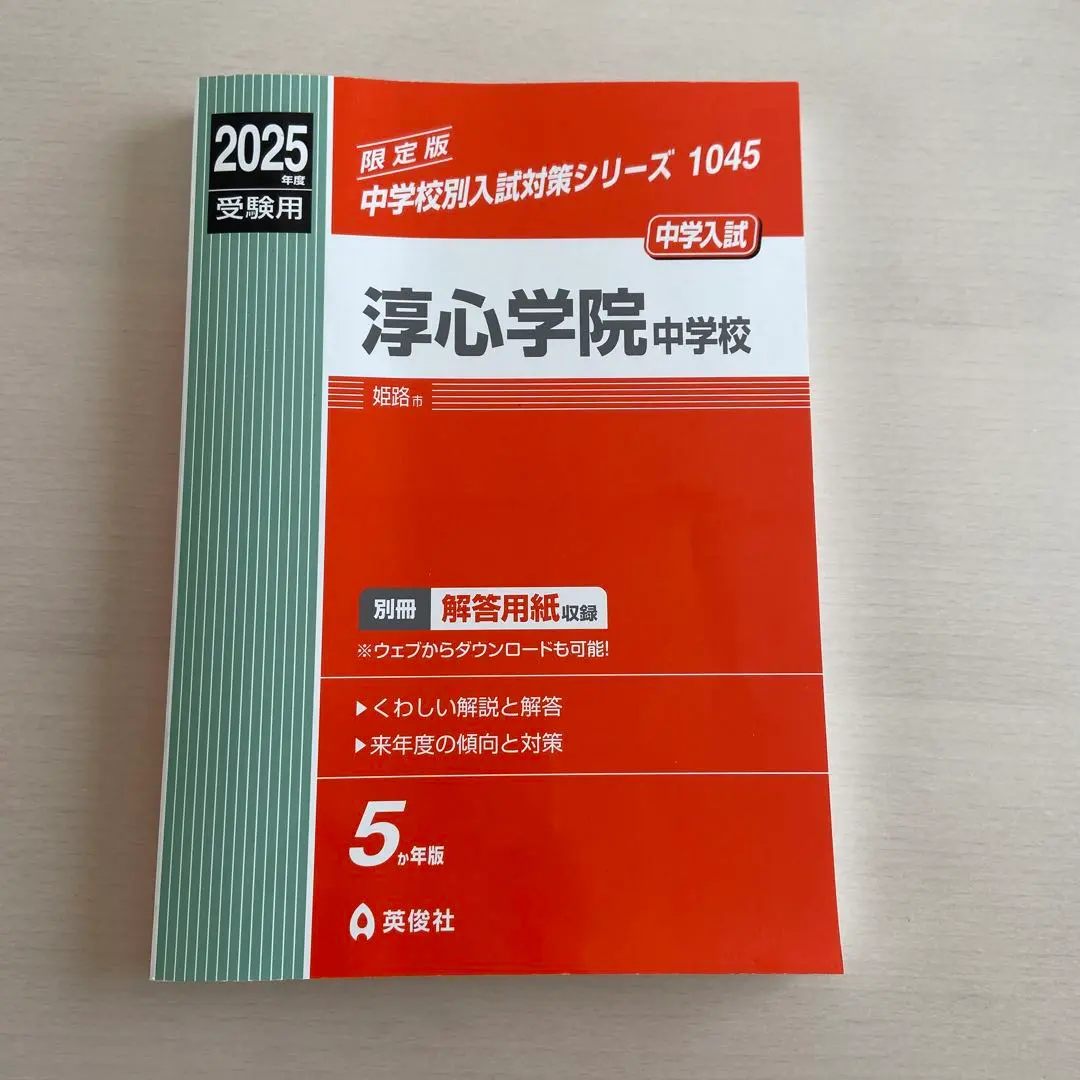 2025
年度
受験用
限定版
中学校別入試対策シリーズ 1045
中学入試
淳心学院中学校
姫路市
別冊 解答用紙収録
※ウェブからダウンロードも可能!
▶くわしい解説と解答
▶来年度の傾向と対策
5か年版
英俊社